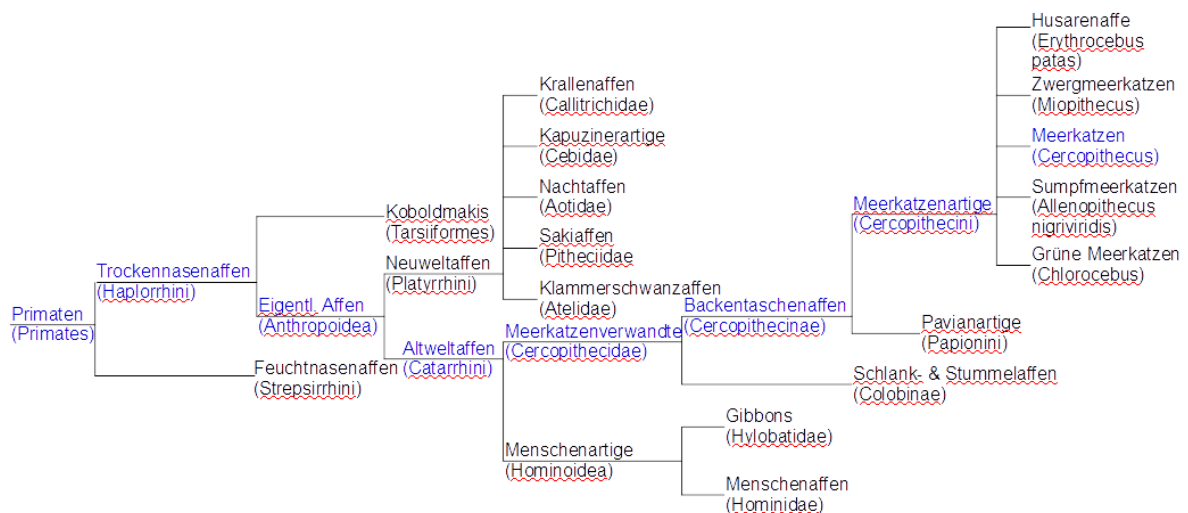 Husarenaffe
(Erythrocebus
patas)
Krallenaffen
(Callitrichidae)
Zwergmeerkatzen
(Miopithecus)
Kapuzinerartige
(Cebidae)
Meerkatzen
(Cercopithecus)
Nachtaffen
(Aotidae)
Meerkatzenartige
(Cercopithecini)
Sumpfmeerkatzen
(Allenopithecus
nigriviridis)
Koboldmakis
(Tarsiiformes)
Sakiaffen
(Pitheciidae
Grüne Meerkatzen
(Chlorocebus)
Trockennasenaffen
(Haplorrhini)
Neuweltaffen
(Platyrrhini)
Klammerschwanzaffen
(Atelidae)
Primaten
(Primates)
Eigentl. Affen
(Anthropoidea)
Backentaschenaffen
(Cercopithecinae)
Pavianartige
(Papionini)
Altweltaffen
(Catarrhini)
Meerkatzenverwandte
(Cercopithecidae)
Feuchtnasenaffen
(Strepsirrhini)
Schlank- & Stummelaffen
(Colobinae)
Gibbons
(Hylobatidae)
Menschenartige
(Hominoidea)
Menschenaffen
(Hominidae)